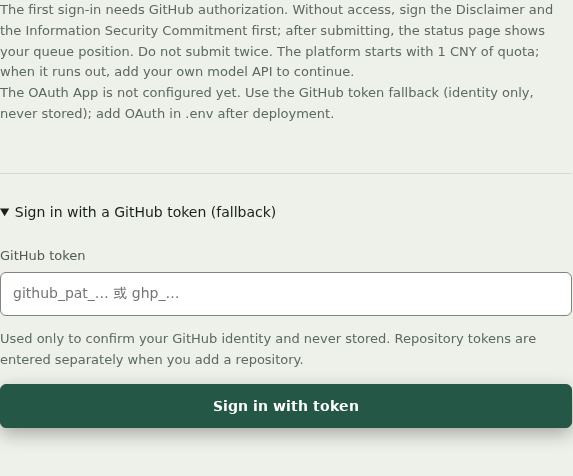 The first sign-in needs GitHub authorization. Without access, sign the Disclaimer and
the Information Security Commitment first; after submitting, the status page shows
your queue position. Do not submit twice. The platform starts with 1 CNY of quota;
when it runs out, add your own model API to continue.
The OAuth App is not configured yet. Use the GitHub token fallback (identity only,
never stored); add OAuth in .env after deployment.
▼ Sign in with a GitHub token (fallback)
GitHub token
github_pat_... 或 ghp_...
Used only to confirm your GitHub identity and never stored. Repository tokens are
entered separately when you add a repository.
Sign in with token